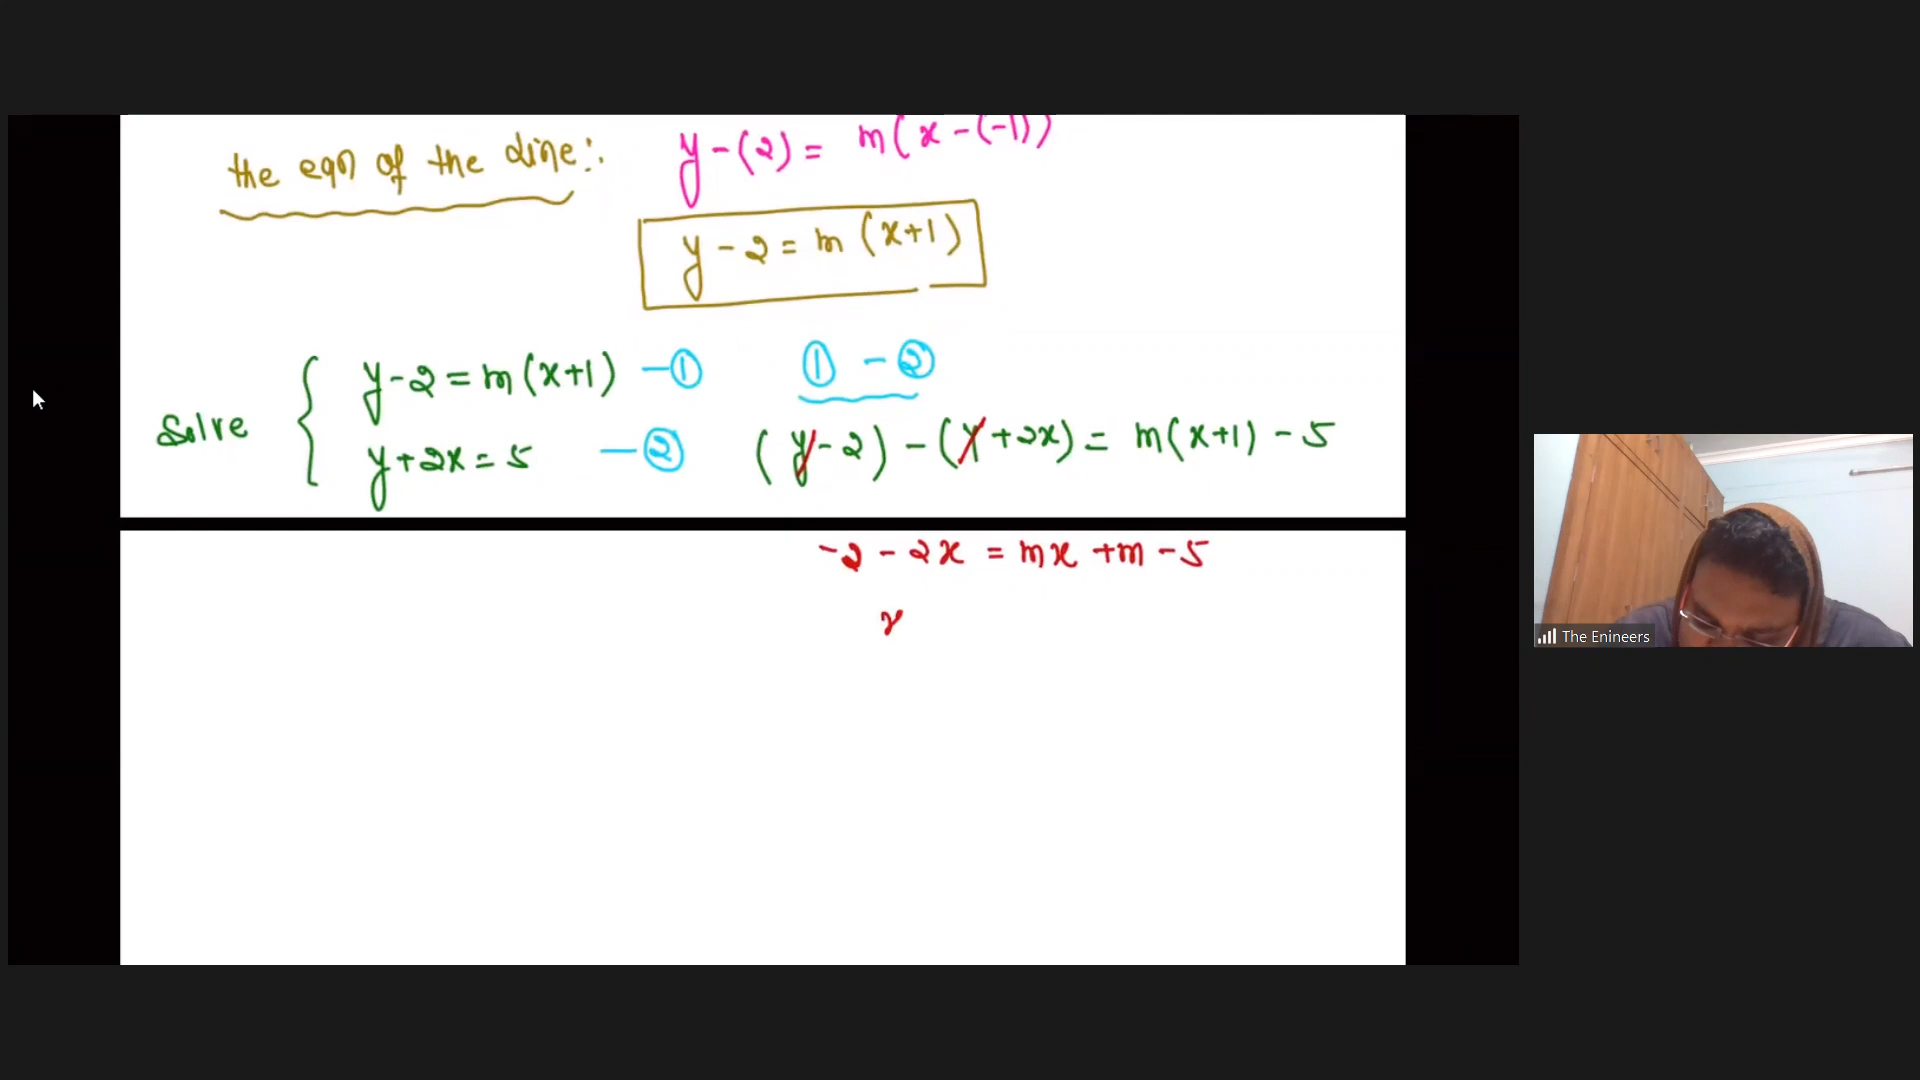 the eqn of the line:. y-(2) = m(x-(-1))
y - 2 = m (x+1)
Solve { y-2 = m(x+1) —① ① - ②
y+2x = 5 —② (y-2) - (y+2x) = m(x+1) - 5
-2 - 2x = mx + m - 5
The Enineers